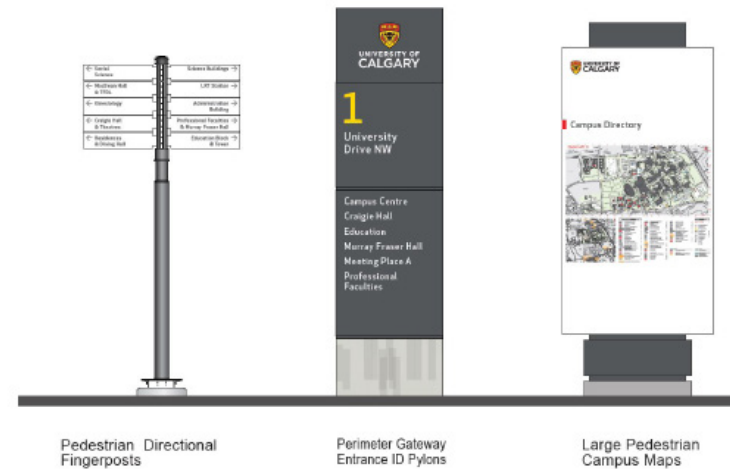 ← Social
Science
← MacEwan Hall
& TFDL
← Kinesiology
← Craigie Hall
& Theatres
← Residences
& Dining Hall
Science Buildings →
LRT Station →
Administration →
Building
Professional Faculties →
& Murray Fraser Hall
Education Block →
& Tower
UNIVERSITY OF
CALGARY
1
University
Drive NW
Campus Centre
Craigie Hall
Education
Murray Fraser Hall
Meeting Place A
Professional
Faculties
UNIVERSITY OF
CALGARY
Campus Directory
Pedestrian Directional
Fingerposts
Perimeter Gateway
Entrance ID Pylons
Large Pedestrian
Campus Maps